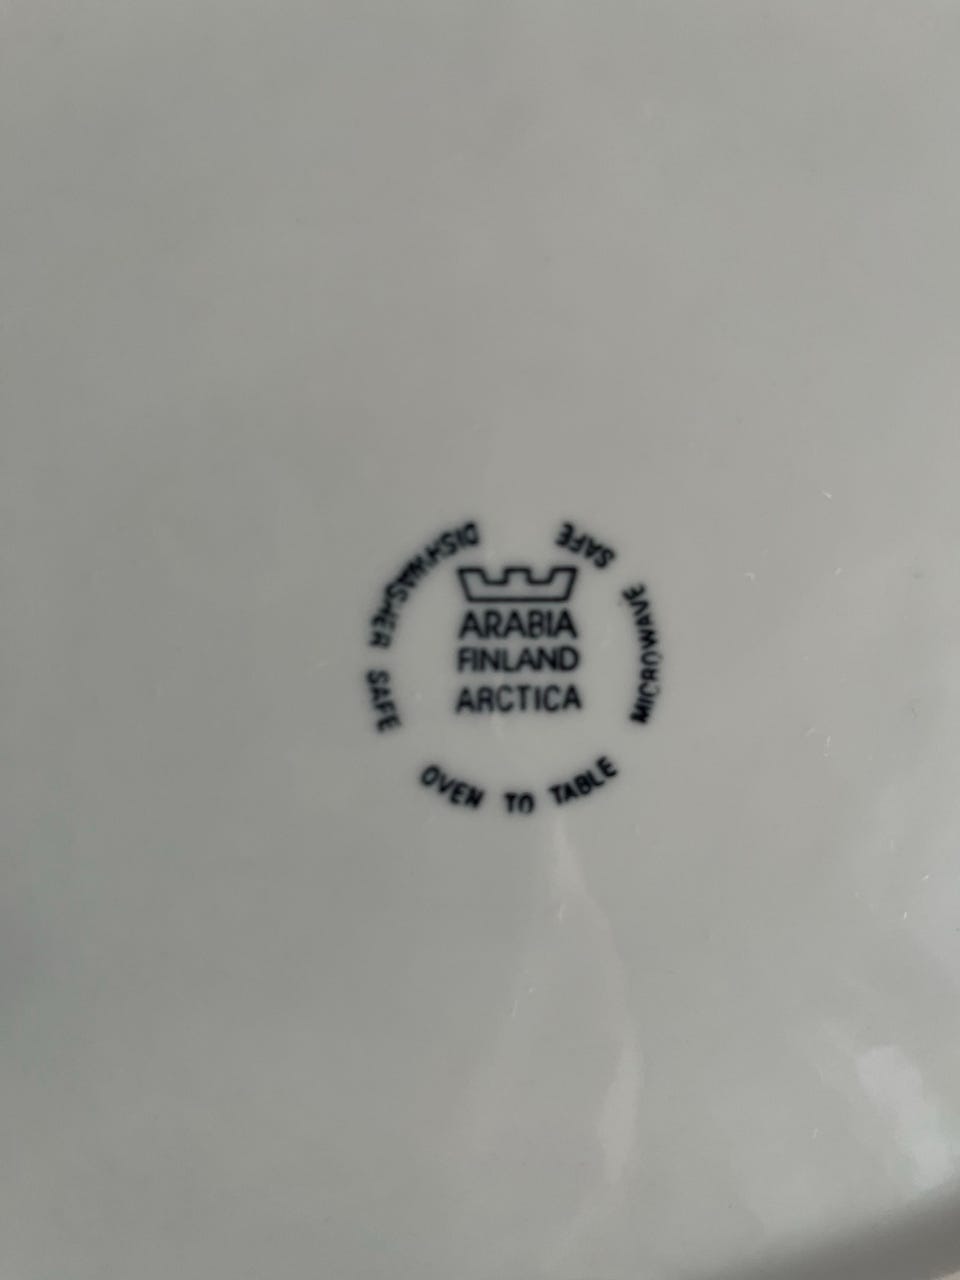 ARABIA
FINLAND
ARCTICA
DISHWASHER SAFE
OVEN TO TABLE
MICROWAVE SAFE